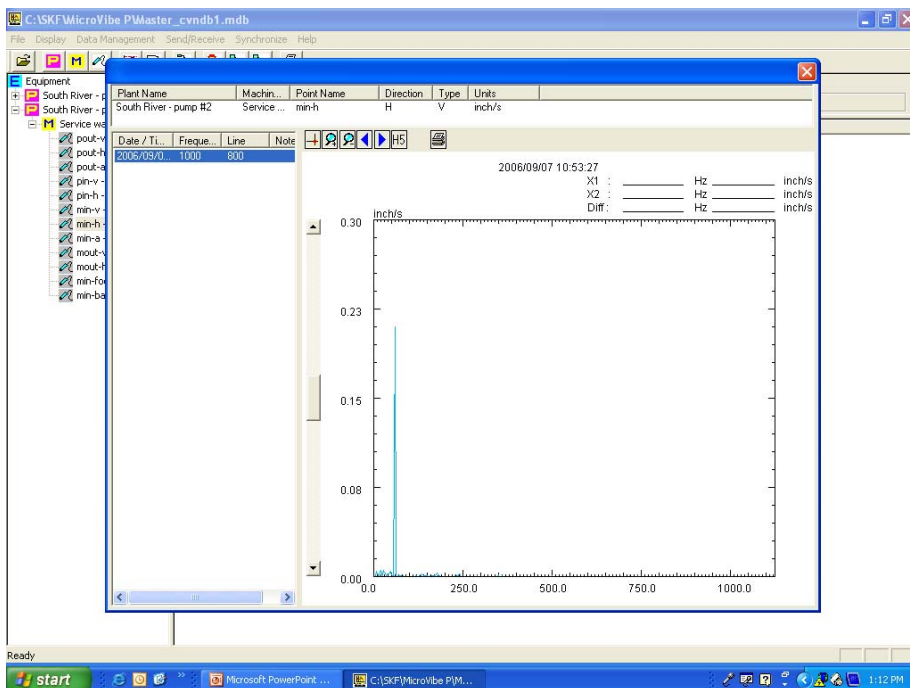 C:\SKF\MicroVibe P\Master_cvndb1.mdb
File Display Data Management Send/Receive Synchronize Help
P M
E Equipment
P South River - p
P South River - p
M Service wa
pout-v
pout-h
pout-a
pin-v -
pin-h -
min-v -
min-h -
min-a -
mout-v
mout-h
min-foo
min-ba
Plant Name Machin... Point Name Direction Type Units
South River - pump #2 Service ... min-h H V inch/s
Date / Ti... Freque... Line Note
2006/09/0... 1000 800
H5
2006/09/07 10:53:27
X1 : Hz inch/s
X2 : Hz inch/s
Diff : Hz inch/s
inch/s
0.30
0.23
0.15
0.08
0.00
0.0 250.0 500.0 750.0 1000.0
Ready
start Microsoft PowerPoint ... C:\SKF\MicroVibe P\M... 1:12 PM